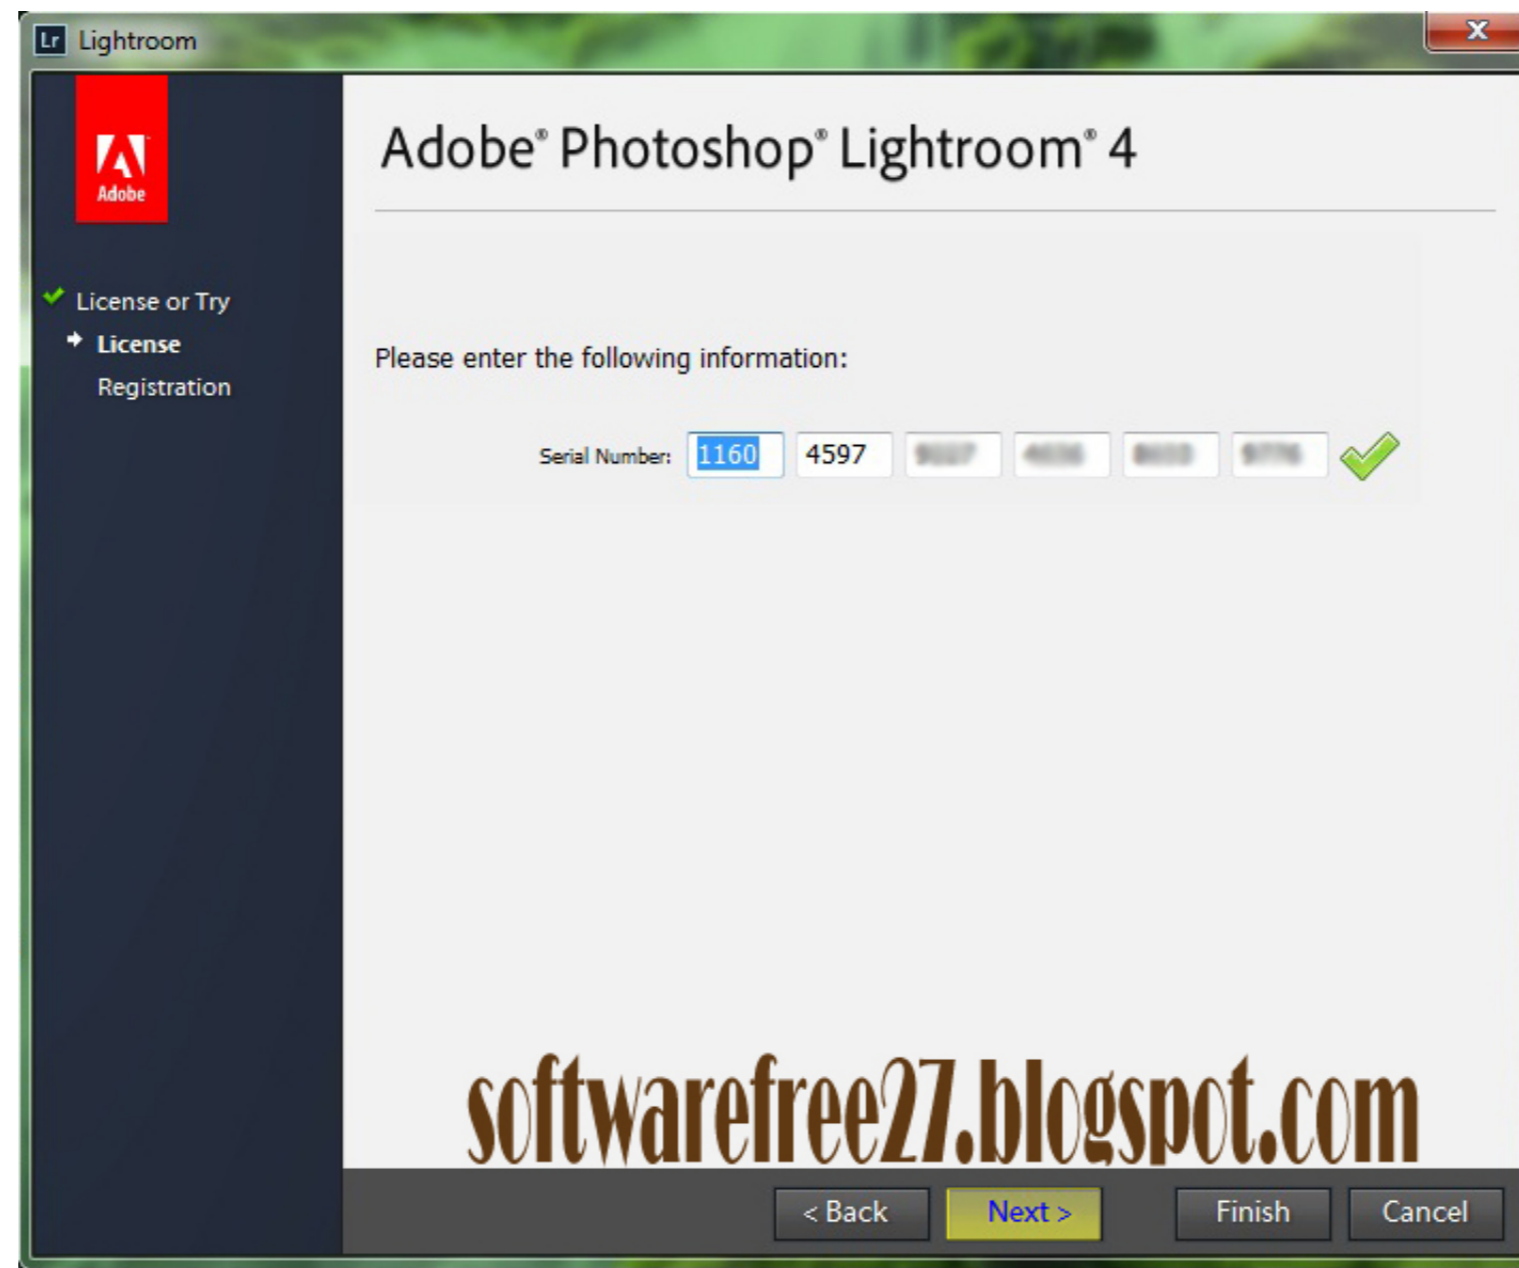 Lr Lightroom
x
Adobe
Adobe® Photoshop® Lightroom® 4
License or Try
License
Registration
Please enter the following information:
Serial Number: 1160 4597
softwarefree27.blogspot.com
< Back Next > Finish Cancel